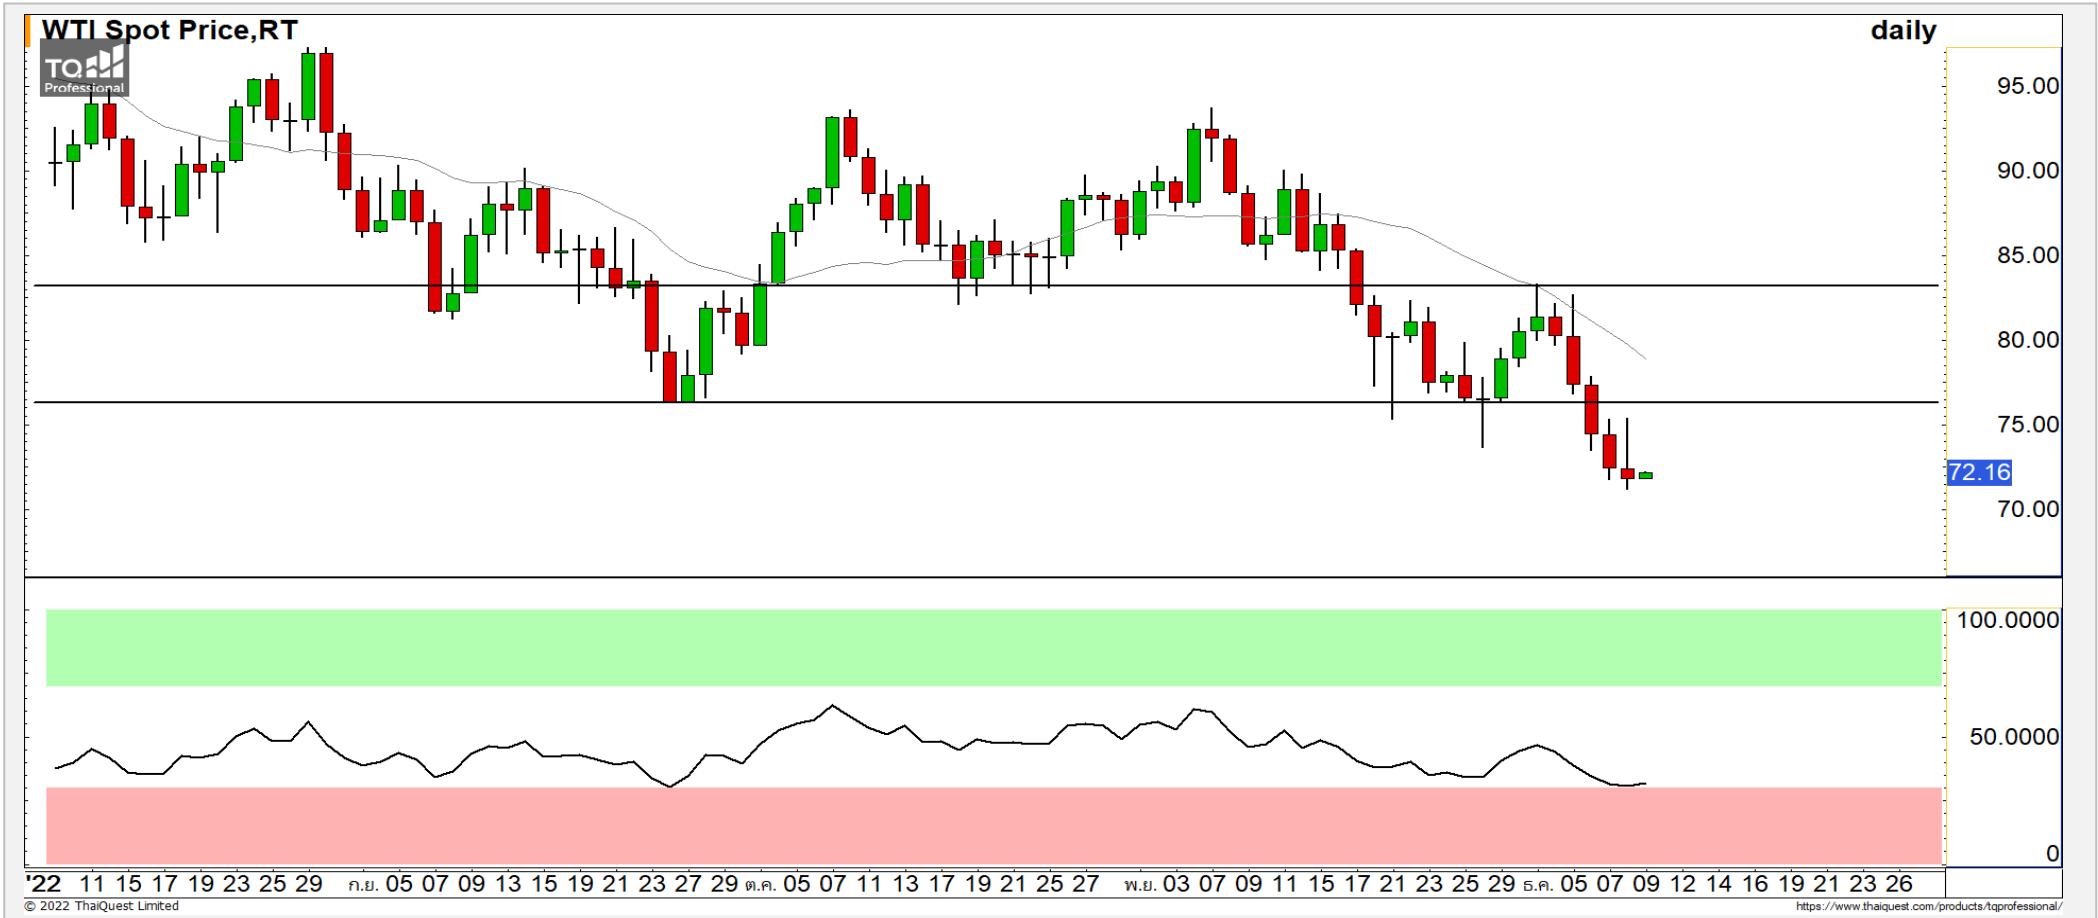 WTI Spot Price,RT
daily
TQ
Professional
95.00
90.00
85.00
80.00
75.00
72.16
70.00
100.0000
50.0000
0
'22 11 15 17 19 23 25 29 ก.ย. 05 07 09 13 15 19 21 23 27 29 ต.ค. 05 07 11 13 17 19 21 25 27 พ.ย. 03 07 09 11 15 17 21 23 25 29 ธ.ค. 05 07 09 12 14 16 19 21 23 26
© 2022 ThaiQuest Limited
https://www.thaiquest.com/products/tqprofessional/